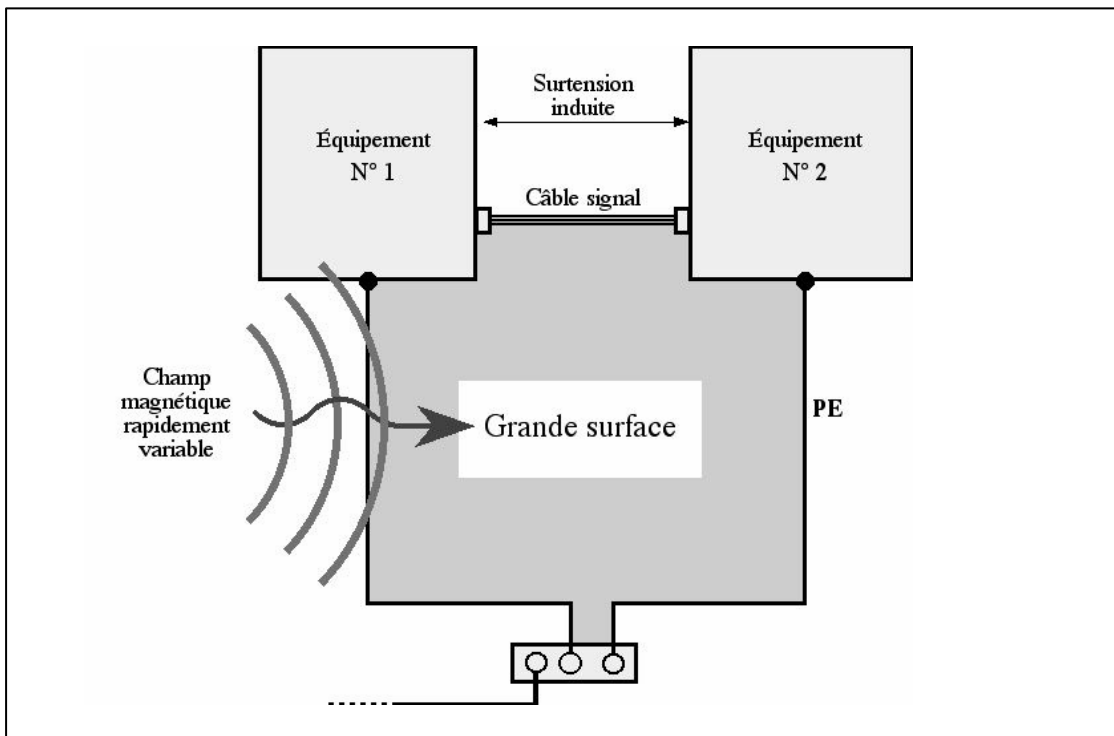 Surtension
induite
Équipement
N° 1
Équipement
N° 2
Câble signal
Champ
magnétique
rapidement
variable
Grande surface
PE